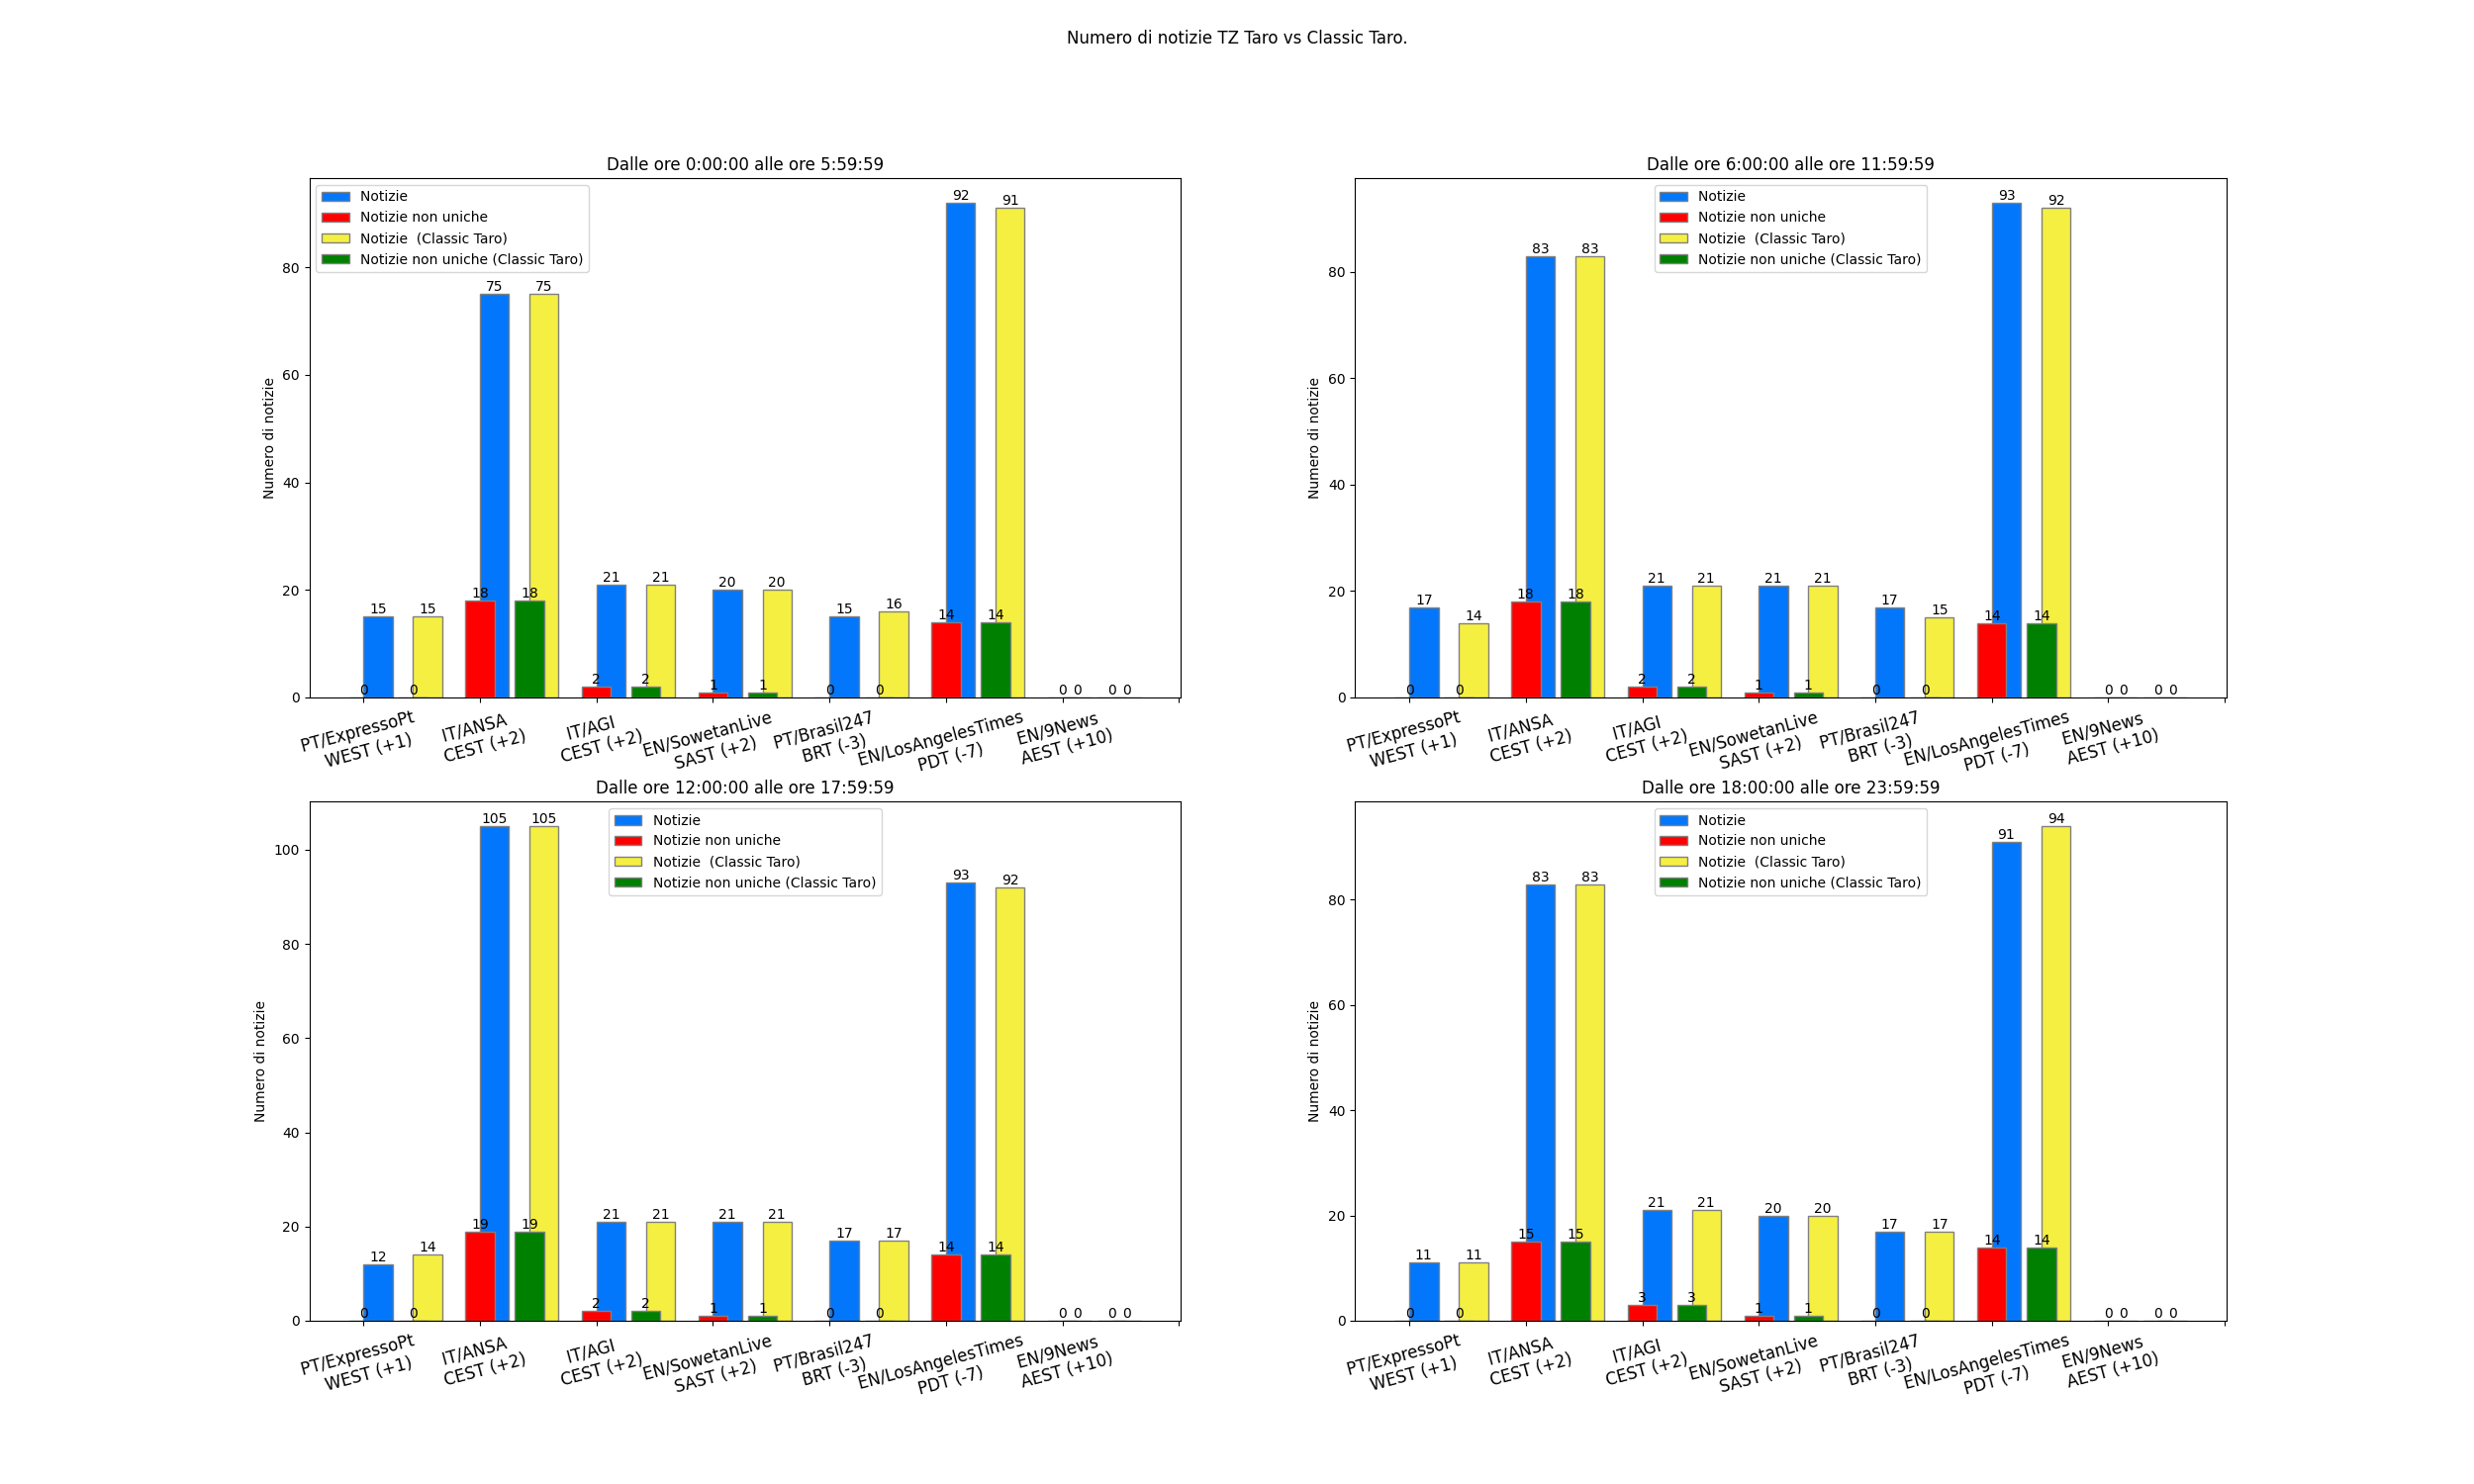 Numero di notizie TZ Taro vs Classic Taro.
Dalle ore 0:00:00 alle ore 5:59:59
Notizie
Notizie non uniche
Notizie (Classic Taro)
Notizie non uniche (Classic Taro)
Numero di notizie
80
60
40
20
0
15 15 75 75 21 21 20 20 15 16 92 91
0 0 18 18 2 2 1 1 0 0 14 14 0 0 0 0
PT/ExpressoPt
WEST (+1)
IT/ANSA
CEST (+2)
IT/AGI
CEST (+2)
EN/SowetanLive
SAST (+2)
PT/Brasil247
BRT (-3)
EN/LosAngelesTimes
PDT (-7)
EN/9News
AEST (+10)
Dalle ore 6:00:00 alle ore 11:59:59
Notizie
Notizie non uniche
Notizie (Classic Taro)
Notizie non uniche (Classic Taro)
Numero di notizie
80
60
40
20
0
17 14 83 83 21 21 21 21 17 15 93 92
0 0 18 18 2 2 1 1 0 0 14 14 0 0 0 0
PT/ExpressoPt
WEST (+1)
IT/ANSA
CEST (+2)
IT/AGI
CEST (+2)
EN/SowetanLive
SAST (+2)
PT/Brasil247
BRT (-3)
EN/LosAngelesTimes
PDT (-7)
EN/9News
AEST (+10)
Dalle ore 12:00:00 alle ore 17:59:59
Notizie
Notizie non uniche
Notizie (Classic Taro)
Notizie non uniche (Classic Taro)
Numero di notizie
100
80
60
40
20
0
12 14 105 105 21 21 21 21 17 17 93 92
0 0 19 19 2 2 1 1 0 0 14 14 0 0 0 0
PT/ExpressoPt
WEST (+1)
IT/ANSA
CEST (+2)
IT/AGI
CEST (+2)
EN/SowetanLive
SAST (+2)
PT/Brasil247
BRT (-3)
EN/LosAngelesTimes
PDT (-7)
EN/9News
AEST (+10)
Dalle ore 18:00:00 alle ore 23:59:59
Notizie
Notizie non uniche
Notizie (Classic Taro)
Notizie non uniche (Classic Taro)
Numero di notizie
80
60
40
20
0
11 11 83 83 21 21 20 20 17 17 91 94
0 0 15 15 3 3 1 1 0 0 14 14 0 0 0 0
PT/ExpressoPt
WEST (+1)
IT/ANSA
CEST (+2)
IT/AGI
CEST (+2)
EN/SowetanLive
SAST (+2)
PT/Brasil247
BRT (-3)
EN/LosAngelesTimes
PDT (-7)
EN/9News
AEST (+10)